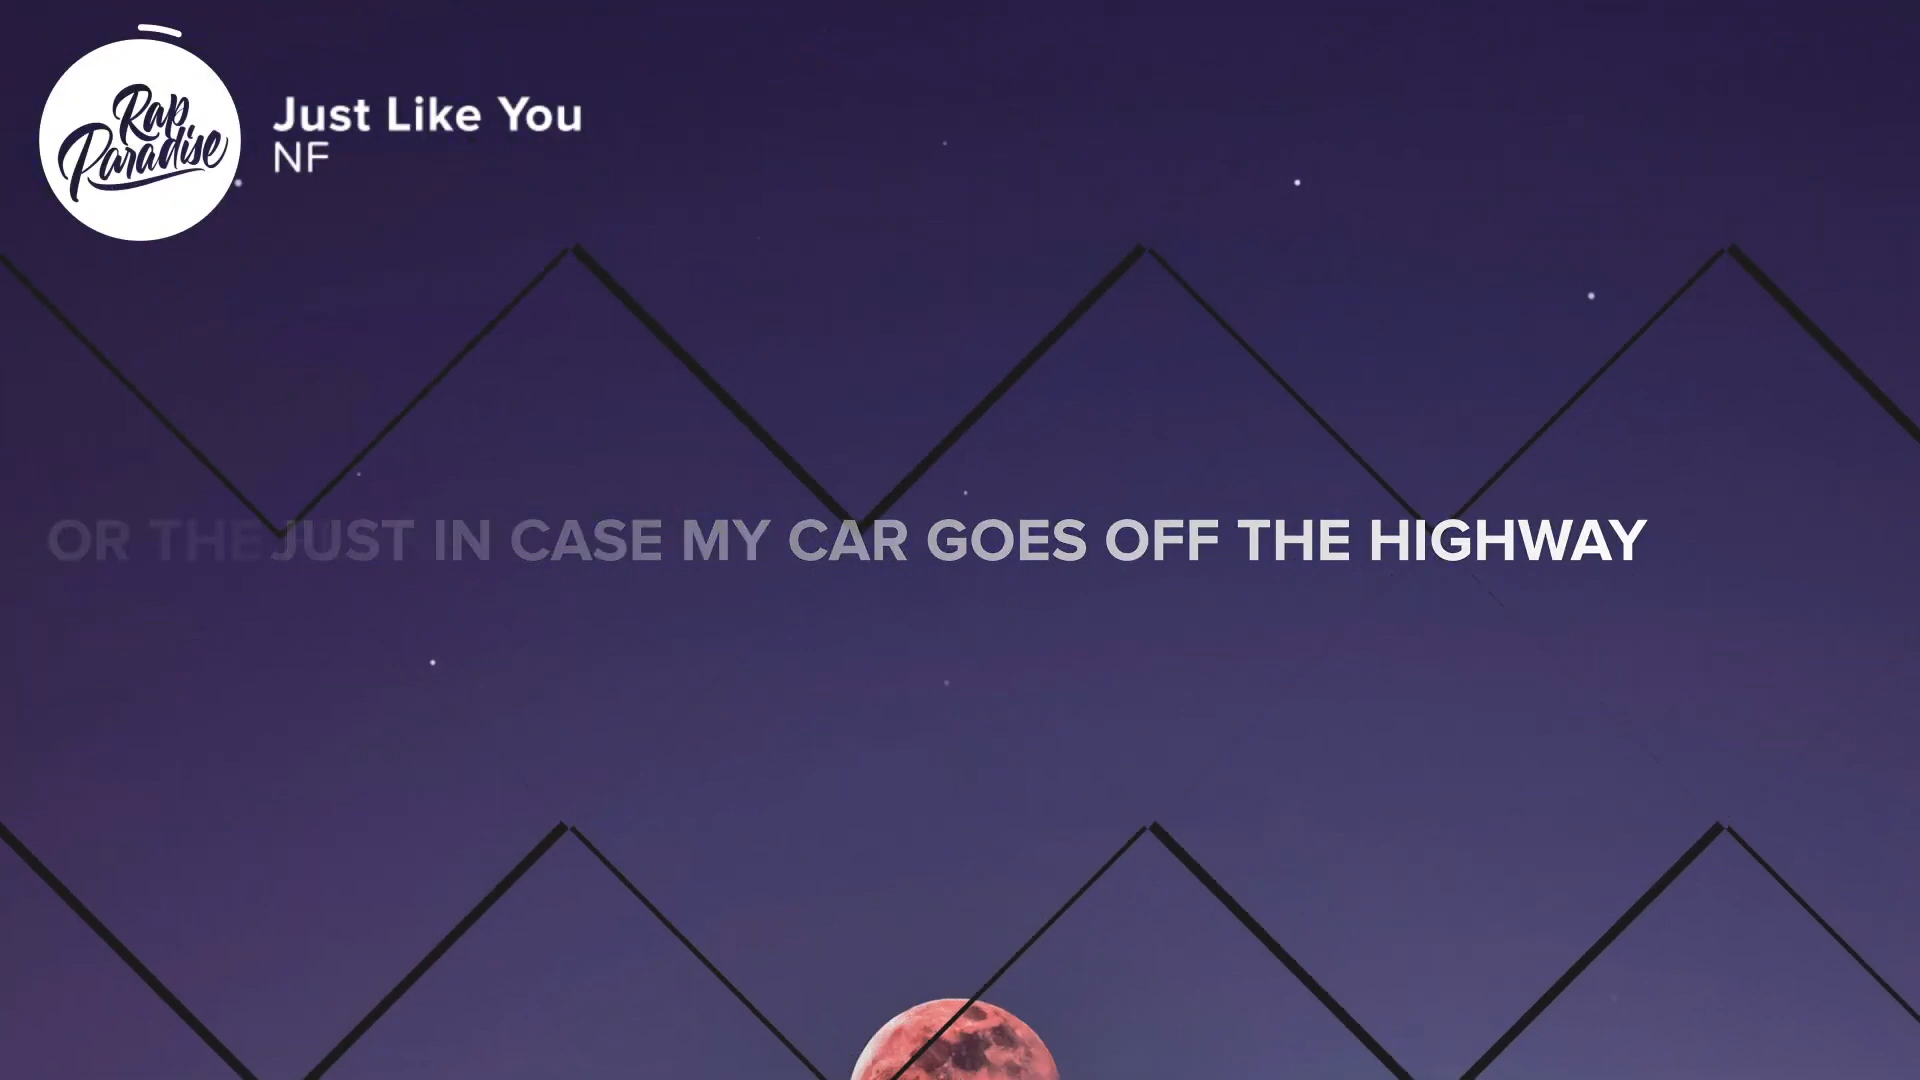 Rap
Paradise
Just Like You
NF
OR THE JUST IN CASE MY CAR GOES OFF THE HIGHWAY